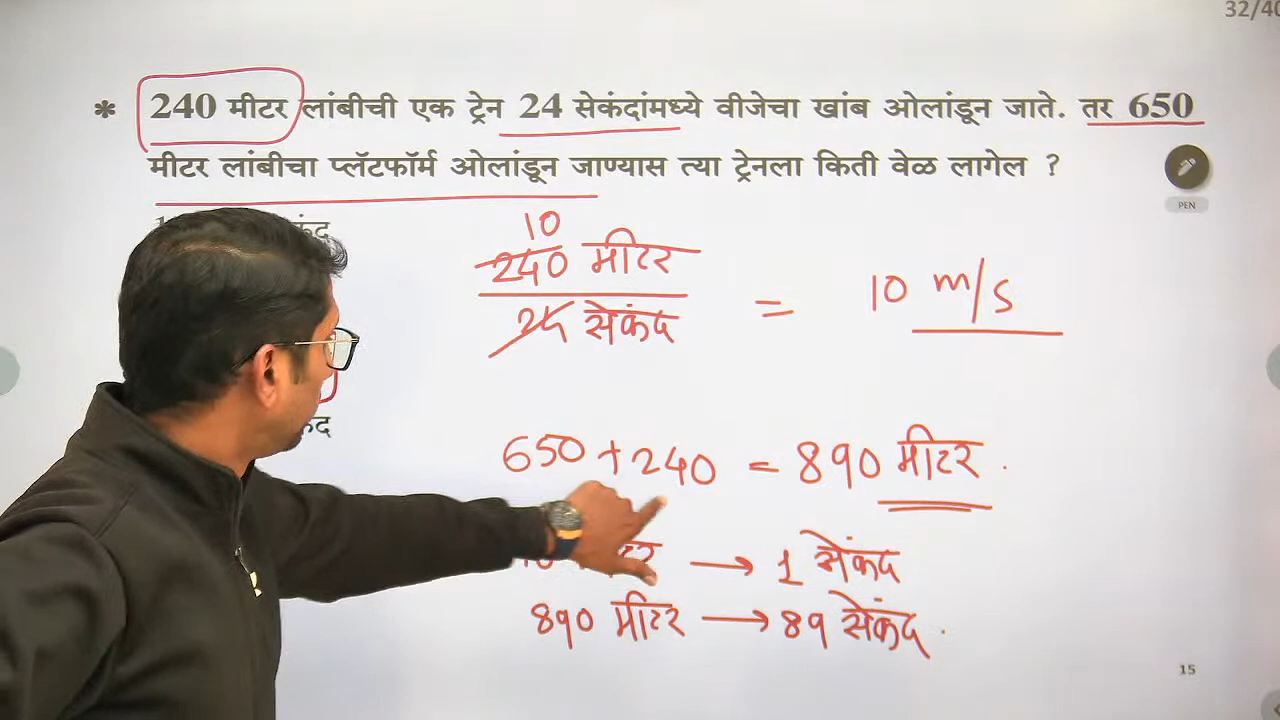 32/40
* 240 मीटर लांबीची एक ट्रेन 24 सेकंदांमध्ये वीजेचा खांब ओलांडून जाते. तर 650
मीटर लांबीचा प्लॅटफॉर्म ओलांडून जाण्यास त्या ट्रेनला किती वेळ लागेल ?
PEN
10
240 मीटर
24 सेकंद
= 10 m/s
650 + 240 = 890 मीटर .
→ 1 सेकंद
890 मीटर → 89 सेकंद .
15